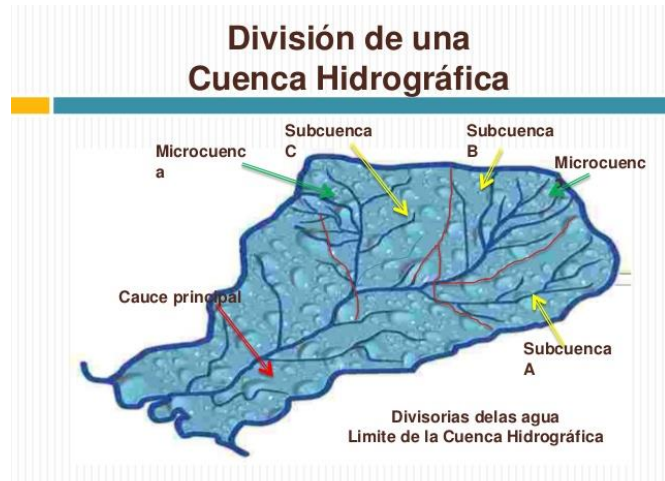 División de una
Cuenca Hidrográfica
Subcuenca
C
Subcuenca
B
Microcuenc
a
Microcuenc
Cauce principal
Subcuenca
A
Divisorias delas agua
Limite de la Cuenca Hidrográfica